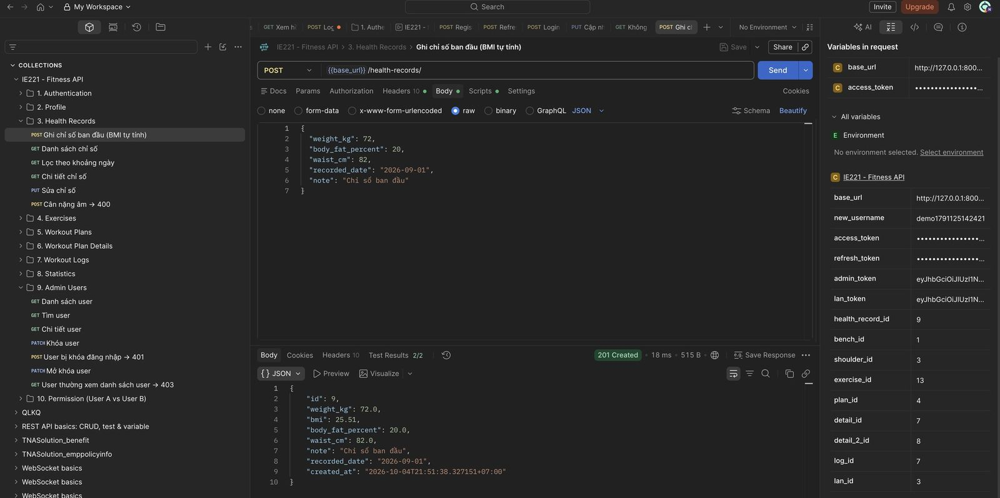 My Workspace
Search
Invite
Upgrade
GET Xem h
POST Log
1. Authe
IE221 -
POST Regis
POST Refre
POST Login
PUT Cập nh
GET Không
POST Ghi c
No Environment
AI
IE221 - Fitness API > 3. Health Records > Ghi chỉ số ban đầu (BMI tự tính)
Save
Share
COLLECTIONS
IE221 - Fitness API
1. Authentication
2. Profile
3. Health Records
POST Ghi chỉ số ban đầu (BMI tự tính)
GET Danh sách chỉ số
GET Lọc theo khoảng ngày
GET Chi tiết chỉ số
PUT Sửa chỉ số
POST Cân nặng âm → 400
4. Exercises
5. Workout Plans
6. Workout Plan Details
7. Workout Logs
8. Statistics
9. Admin Users
GET Danh sách user
GET Tìm user
GET Chi tiết user
PATCH Khóa user
POST User bị khóa đăng nhập → 401
PATCH Mở khóa user
GET User thường xem danh sách user → 403
10. Permission (User A vs User B)
QLKQ
REST API basics: CRUD, test & variable
TNASolution_benefit
TNASolution_emppolicyinfo
WebSocket basics
WebSocket basics
WebSocket basics
POST
{{base_url}} /health-records/
Send
Docs
Params
Authorization
Headers 10
Body
Scripts
Settings
Cookies
none
form-data
x-www-form-urlencoded
raw
binary
GraphQL
JSON
Schema
Beautify
1 {
2 "weight_kg": 72,
3 "body_fat_percent": 20,
4 "waist_cm": 82,
5 "recorded_date": "2026-09-01",
6 "note": "Chỉ số ban đầu"
7 }
Body
Cookies
Headers 10
Test Results 2/2
201 Created
18 ms
515 B
e.g. Save Response
{} JSON
Preview
Visualize
1 {
2 "id": 9,
3 "weight_kg": 72.0,
4 "bmi": 25.51,
5 "body_fat_percent": 20.0,
6 "waist_cm": 82.0,
7 "note": "Chỉ số ban đầu",
8 "recorded_date": "2026-09-01",
9 "created_at": "2026-10-04T21:51:38.327151+07:00"
10 }
Variables in request
C base_url http://127.0.0.1:800...
C access_token ••••••••••••••••...
All variables
E Environment
No environment selected. Select environment
C IE221 - Fitness API
base_url http://127.0.0.1:800...
new_username demo1791125142421
access_token ••••••••••••••••...
refresh_token ••••••••••••••••...
admin_token eyJhbGciOiJIUzI1N...
lan_token eyJhbGciOiJIUzI1N...
health_record_id 9
bench_id 1
shoulder_id 3
exercise_id 13
plan_id 4
detail_id 7
detail_2_id 8
log_id 7
lan_id 3